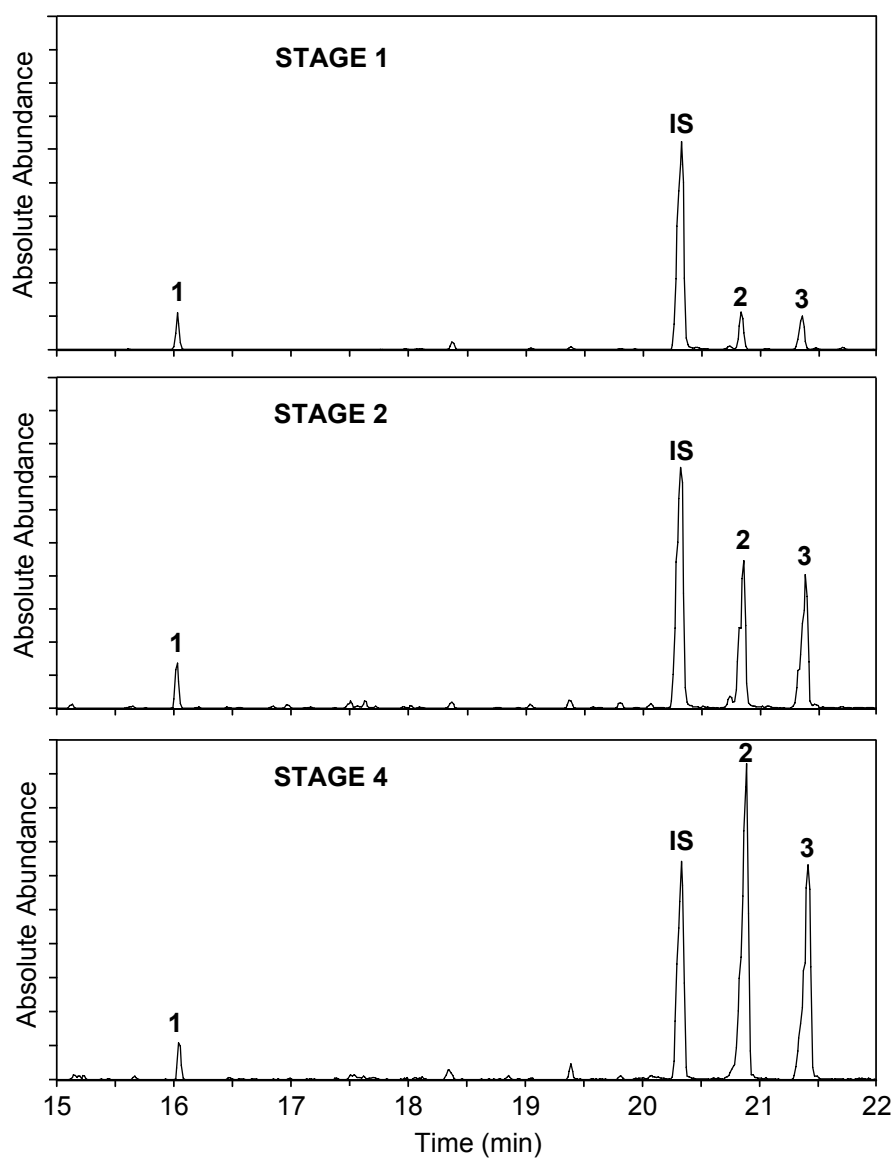 STAGE 1
IS
1
2
3
Absolute Abundance
STAGE 2
IS
2
3
1
Absolute Abundance
STAGE 4
2
IS
3
1
Absolute Abundance
15 16 17 18 19 20 21 22
Time (min)